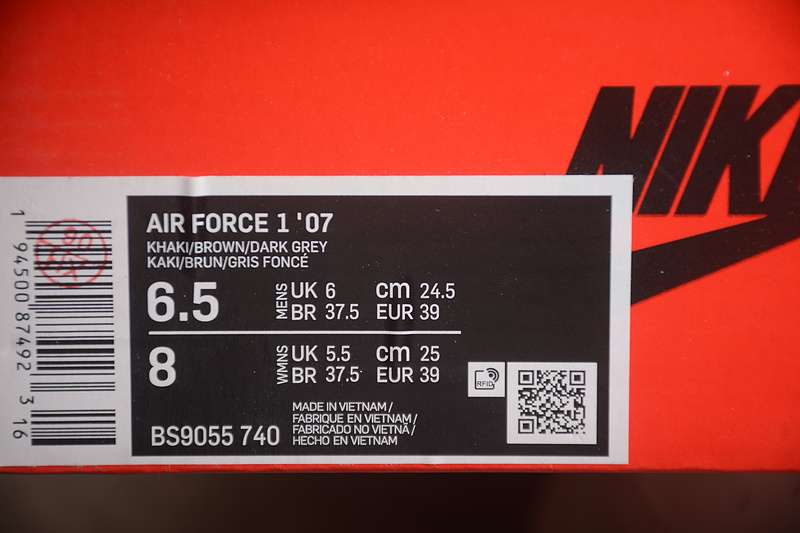 NIK
AIR FORCE 1 '07
KHAKI/BROWN/DARK GREY
KAKI/BRUN/GRIS FONCÉ
6.5 MENS UK 6 cm 24.5
BR 37.5 EUR 39
8 WMNS UK 5.5 cm 25
BR 37.5 EUR 39
RFID
MADE IN VIETNAM /
FABRIQUE EN VIETNAM /
FABRICADO NO VIETNÃ /
HECHO EN VIETNAM
BS9055 740
1 94500 87492 3 16